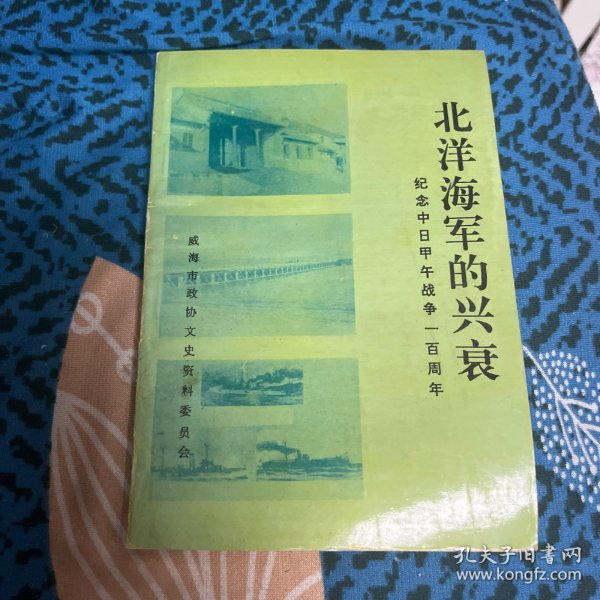 北洋海军的兴衰
纪念中日甲午战争一百周年
威海市政协文史资料委员会
孔夫子旧书网
www.kongfz.com